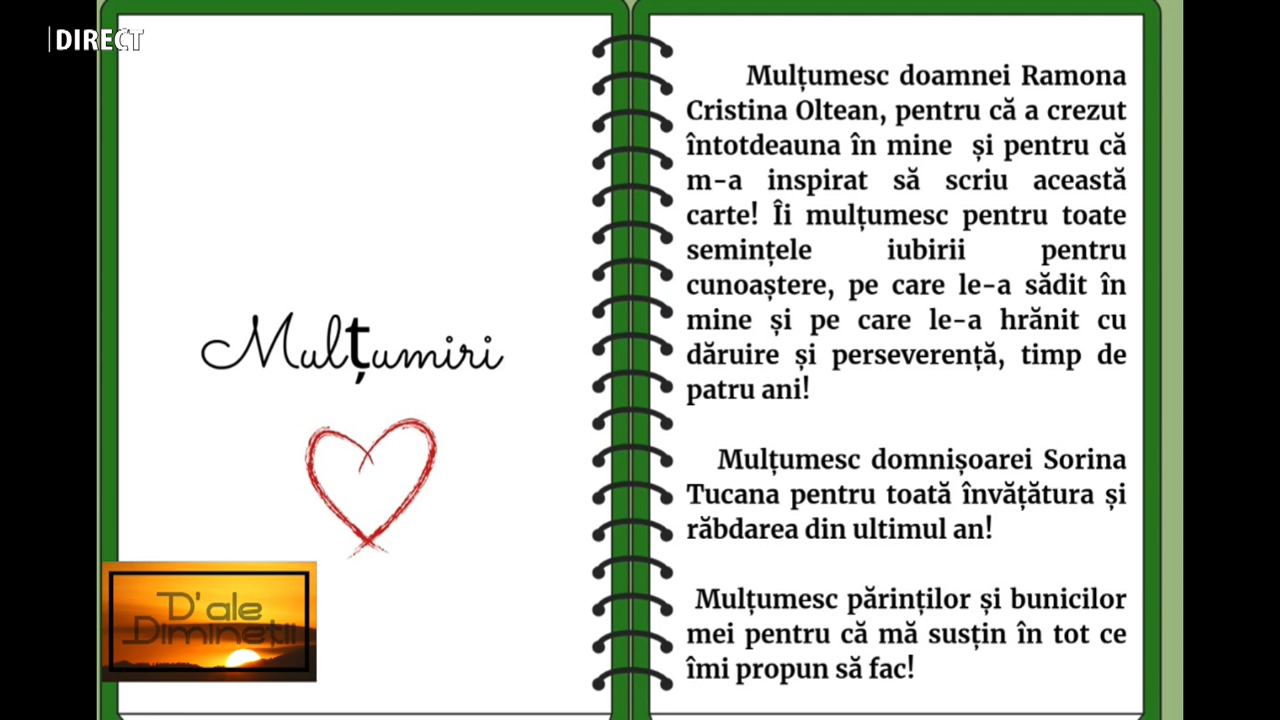 DIRECT
Mulțumiri
D'ale
Dimineții
Mulțumesc doamnei Ramona
Cristina Oltean, pentru că a crezut
întotdeauna în mine și pentru că
m-a inspirat să scriu această
carte! Îi mulțumesc pentru toate
semințele iubirii pentru
cunoaștere, pe care le-a sădit în
mine și pe care le-a hrănit cu
dăruire și perseverență, timp de
patru ani!
Mulțumesc domnișoarei Sorina
Tucana pentru toată învățătura și
răbdarea din ultimul an!
Mulțumesc părinților și bunicilor
mei pentru că mă susțin în tot ce
îmi propun să fac!